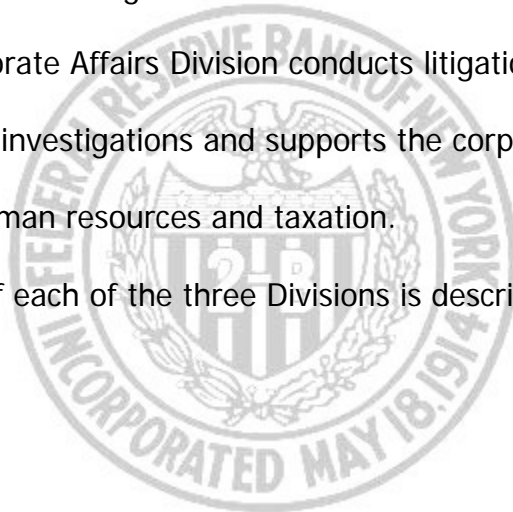 orate Affairs Division conducts litigatio
investigations and supports the corp
man resources and taxation.
f each of the three Divisions is descri
FEDERAL RESERVE BANK OF NEW YORK
2-B
INCORPORATED MAY 18, 1914